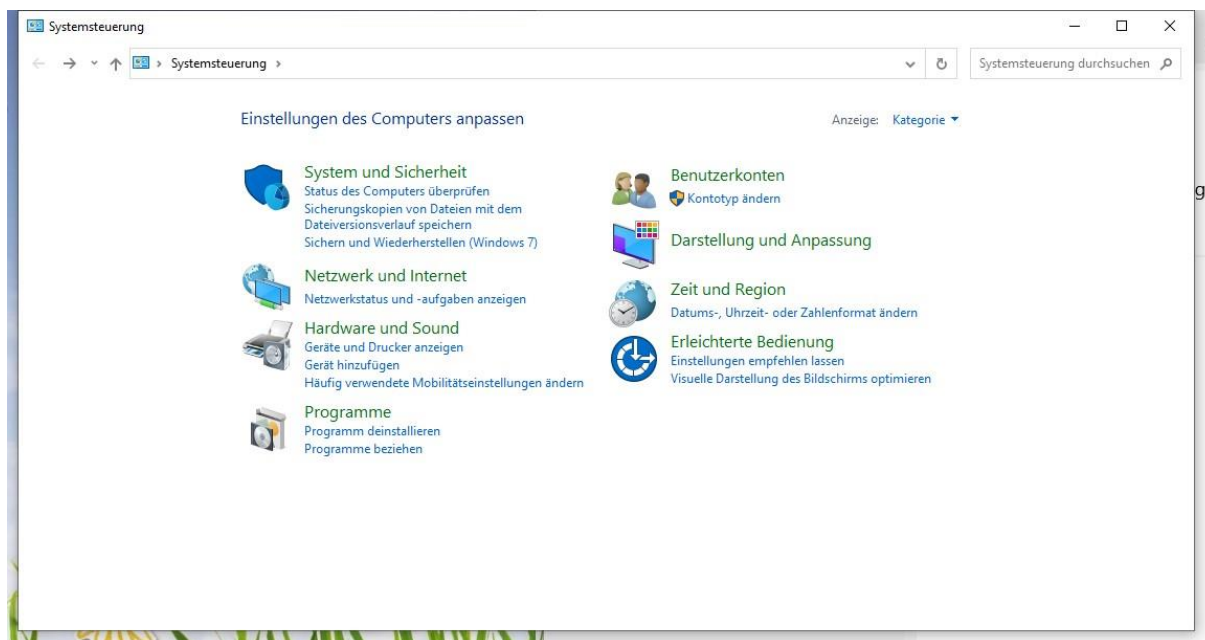 Systemsteuerung
Systemsteuerung
Systemsteuerung durchsuchen
Einstellungen des Computers anpassen
Anzeige: Kategorie
System und Sicherheit
Status des Computers überprüfen
Sicherungskopien von Dateien mit dem
Dateiversionsverlauf speichern
Sichern und Wiederherstellen (Windows 7)
Netzwerk und Internet
Netzwerkstatus und -aufgaben anzeigen
Hardware und Sound
Geräte und Drucker anzeigen
Gerät hinzufügen
Häufig verwendete Mobilitätseinstellungen ändern
Programme
Programm deinstallieren
Programme beziehen
Benutzerkonten
Kontotyp ändern
Darstellung und Anpassung
Zeit und Region
Datums-, Uhrzeit- oder Zahlenformat ändern
Erleichterte Bedienung
Einstellungen empfehlen lassen
Visuelle Darstellung des Bildschirms optimieren
g